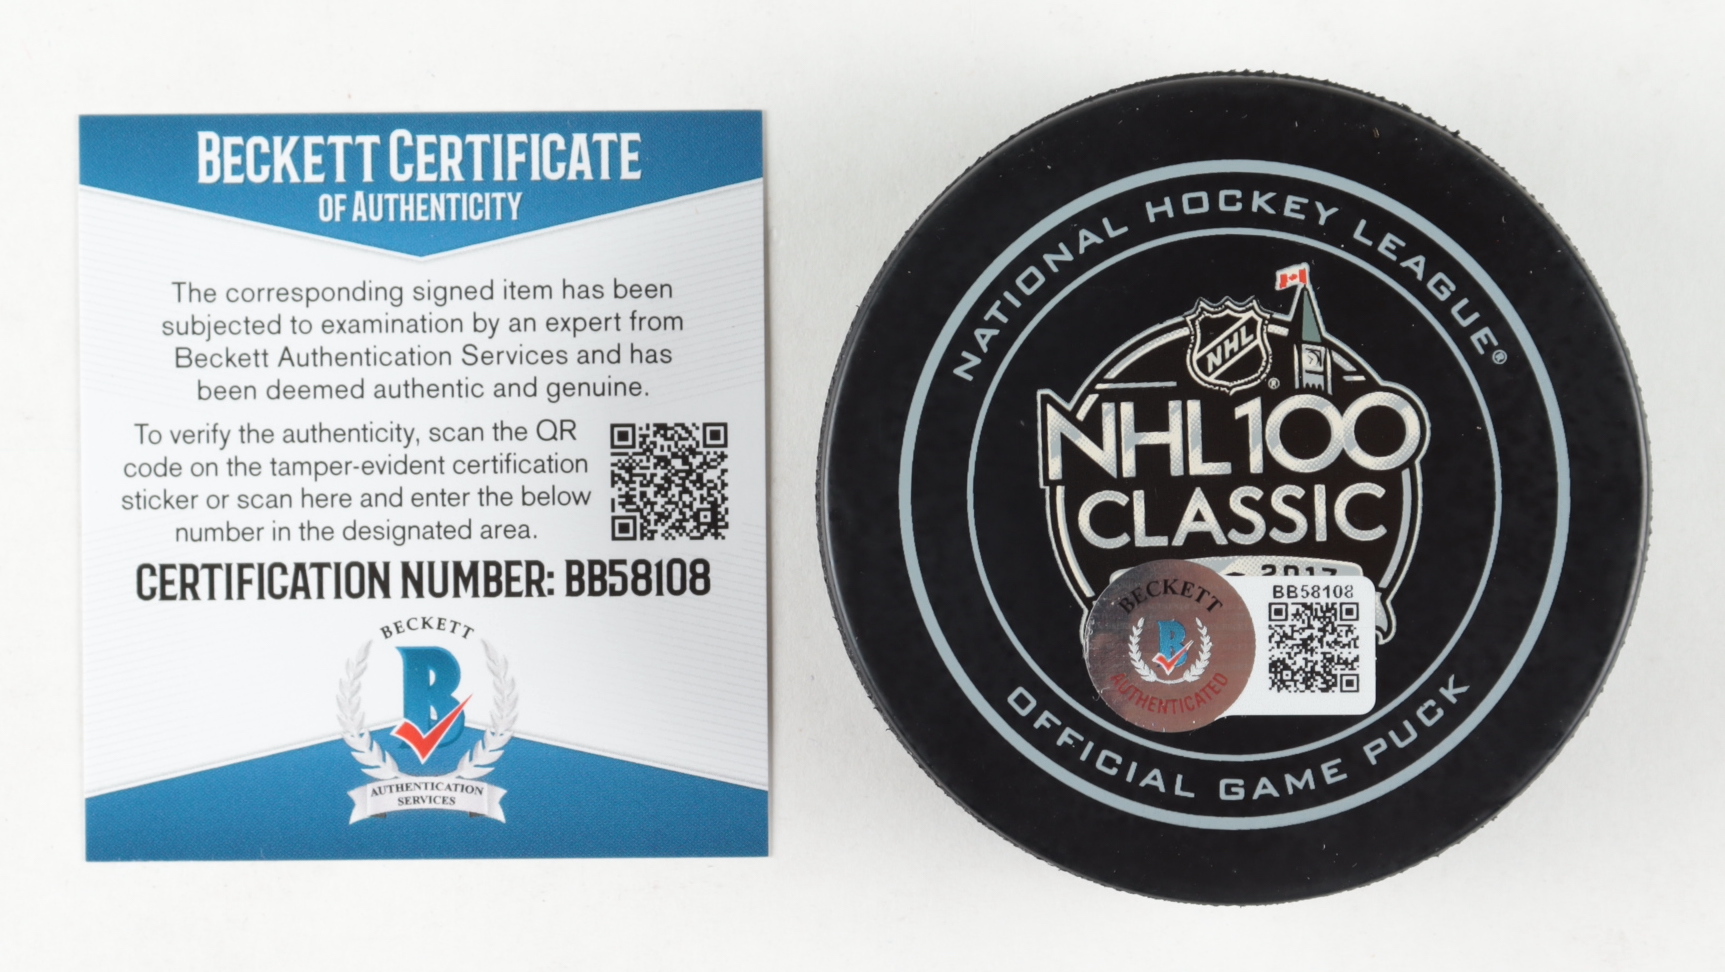 BECKETT CERTIFICATE
OF AUTHENTICITY
The corresponding signed item has been
subjected to examination by an expert from
Beckett Authentication Services and has
been deemed authentic and genuine.
To verify the authenticity, scan the QR
code on the tamper-evident certification
sticker or scan here and enter the below
number in the designated area.
CERTIFICATION NUMBER: BB58108
BECKETT
B
AUTHENTICATION
SERVICES
NATIONAL HOCKEY LEAGUE®
NHL®
NHL 100
CLASSIC
2017
BECKETT
B
AUTHENTICATED
BB58108
OFFICIAL GAME PUCK